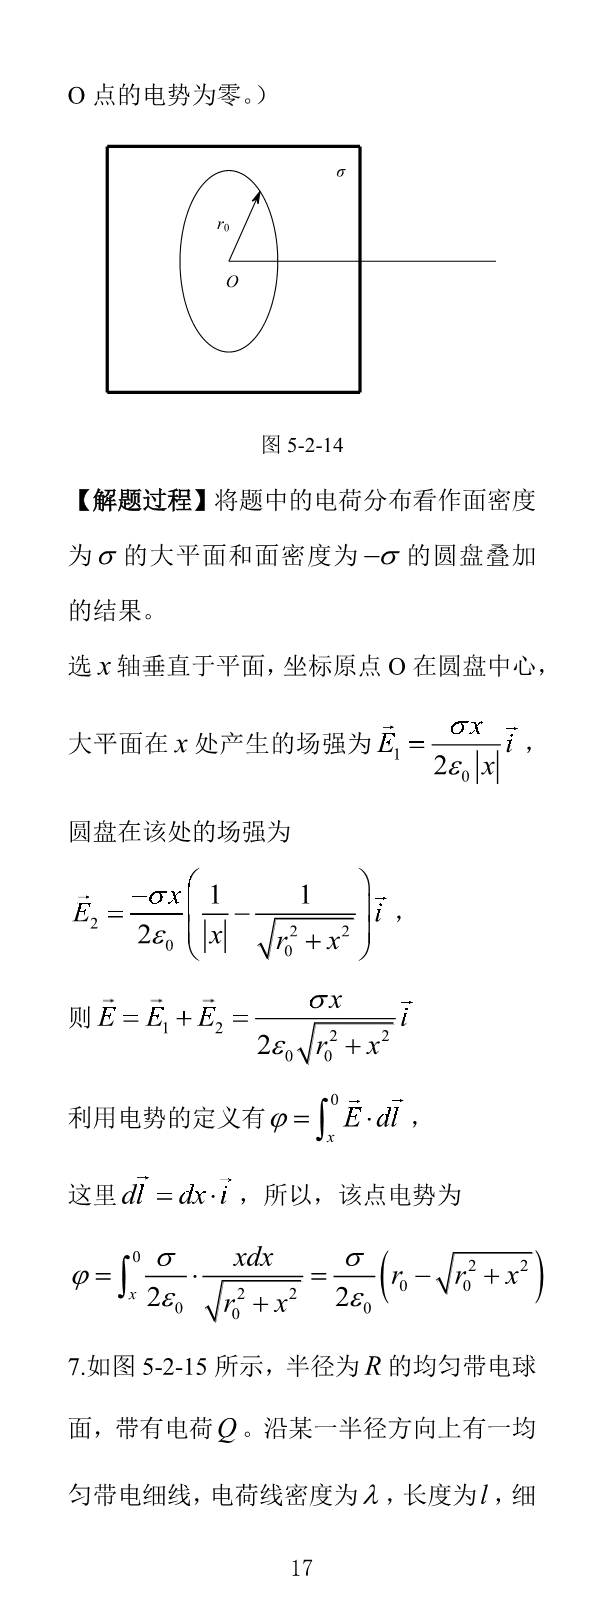 O 点的电势为零。）
σ
r₀
O
图 5-2-14
【解题过程】将题中的电荷分布看作面密度
为 σ 的大平面和面密度为 −σ 的圆盘叠加
的结果。
选 x 轴垂直于平面，坐标原点 O 在圆盘中心，
大平面在 x 处产生的场强为 $\vec{E}_1 = \frac{\sigma x}{2\varepsilon_0 |x|}\vec{i}$ ，
圆盘在该处的场强为
$\vec{E}_2 = \frac{-\sigma x}{2\varepsilon_0}\left(\frac{1}{|x|} - \frac{1}{\sqrt{r_0^2 + x^2}}\right)\vec{i}$ ，
则 $\vec{E} = \vec{E}_1 + \vec{E}_2 = \frac{\sigma x}{2\varepsilon_0 \sqrt{r_0^2 + x^2}}\vec{i}$
利用电势的定义有 $\varphi = \int_x^0 \vec{E} \cdot d\vec{l}$ ，
这里 $d\vec{l} = dx \cdot \vec{i}$ ，所以，该点电势为
$\varphi = \int_x^0 \frac{\sigma}{2\varepsilon_0} \cdot \frac{xdx}{\sqrt{r_0^2 + x^2}} = \frac{\sigma}{2\varepsilon_0}\left(r_0 - \sqrt{r_0^2 + x^2}\right)$
7.如图 5-2-15 所示，半径为 R 的均匀带电球
面，带有电荷 Q 。沿某一半径方向上有一均
匀带电细线，电荷线密度为 λ ，长度为 l ，细
17